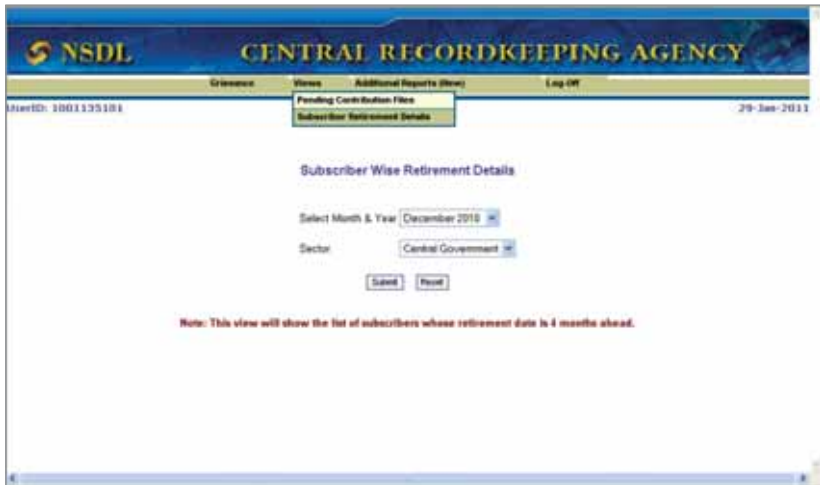 NSDL CENTRAL RECORDKEEPING AGENCY
Grievance Views Additional Reports (New) Log Off
UserID: 1001135101 29-Jan-2011
Pending Contribution Files
Subscriber Retirement Details
Subscriber Wise Retirement Details
Select Month & Year December 2010
Sector Central Government
Submit Reset
Note: This view will show the list of subscribers whose retirement date is 4 months ahead.